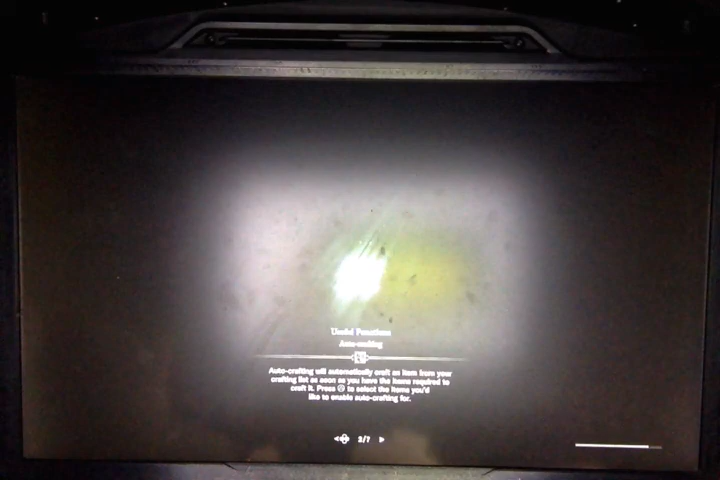 Useful Functions
Auto-crafting
Auto-crafting will automatically craft an item from your
crafting list as soon as you have the items required to
craft it. Press to select the items you'd
like to enable auto-crafting for.
2/7